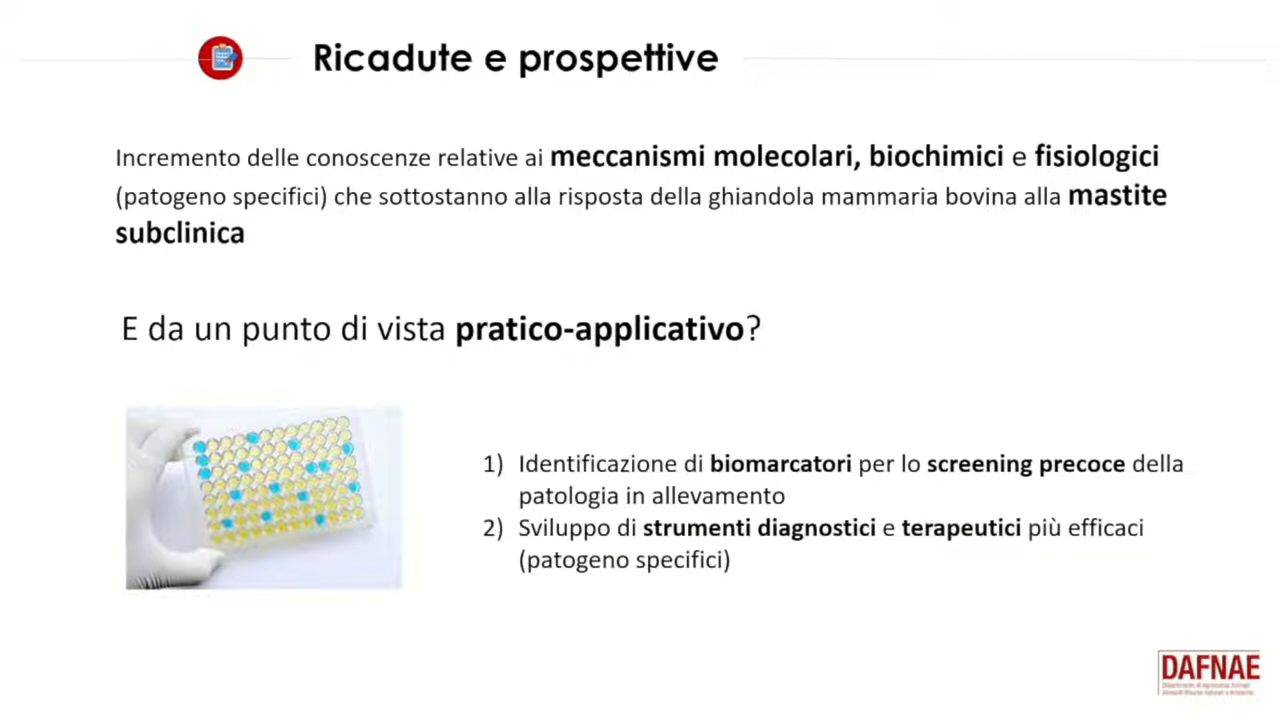 Ricadute e prospettive
Incremento delle conoscenze relative ai meccanismi molecolari, biochimici e fisiologici
(patogeno specifici) che sottostanno alla risposta della ghiandola mammaria bovina alla mastite
subclinica
E da un punto di vista pratico-applicativo?
1) Identificazione di biomarcatori per lo screening precoce della
patologia in allevamento
2) Sviluppo di strumenti diagnostici e terapeutici più efficaci
(patogeno specifici)
DAFNAE